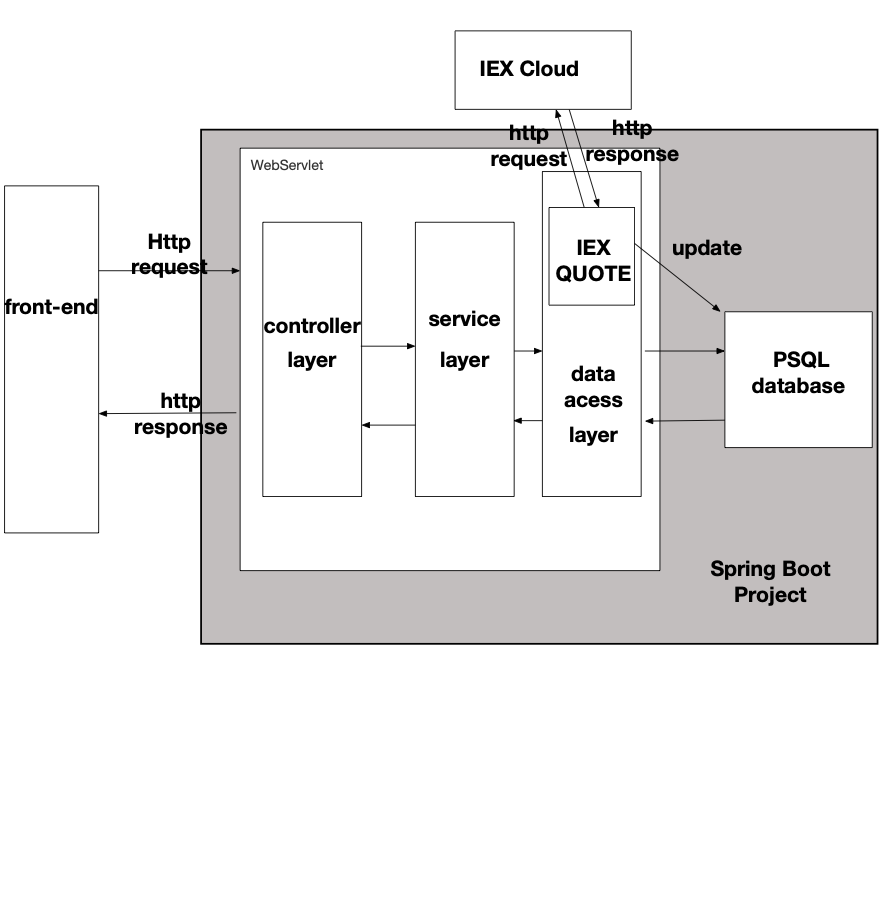 IEX Cloud
http
request
http
response
WebServlet
Http
request
front-end
http
response
controller
layer
service
layer
IEX
QUOTE
data
acess
layer
update
PSQL
database
Spring Boot
Project